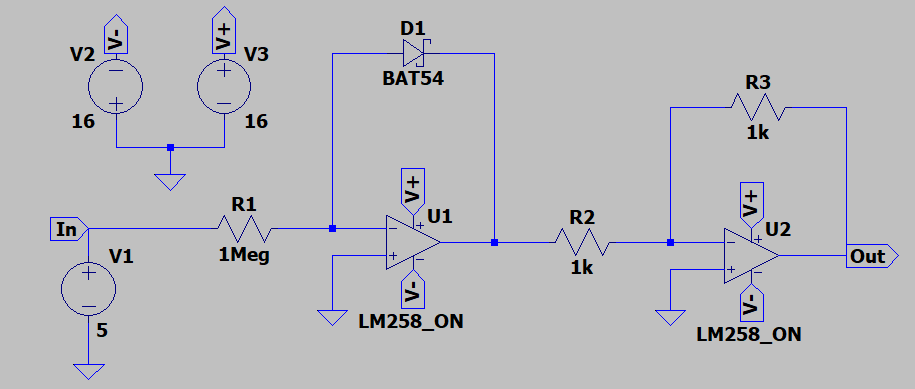 V-
V+
V2
V3
16
16
D1
BAT54
R3
1k
In
V1
5
R1
1Meg
V+
U1
V-
LM258_ON
R2
1k
V+
U2
V-
LM258_ON
Out